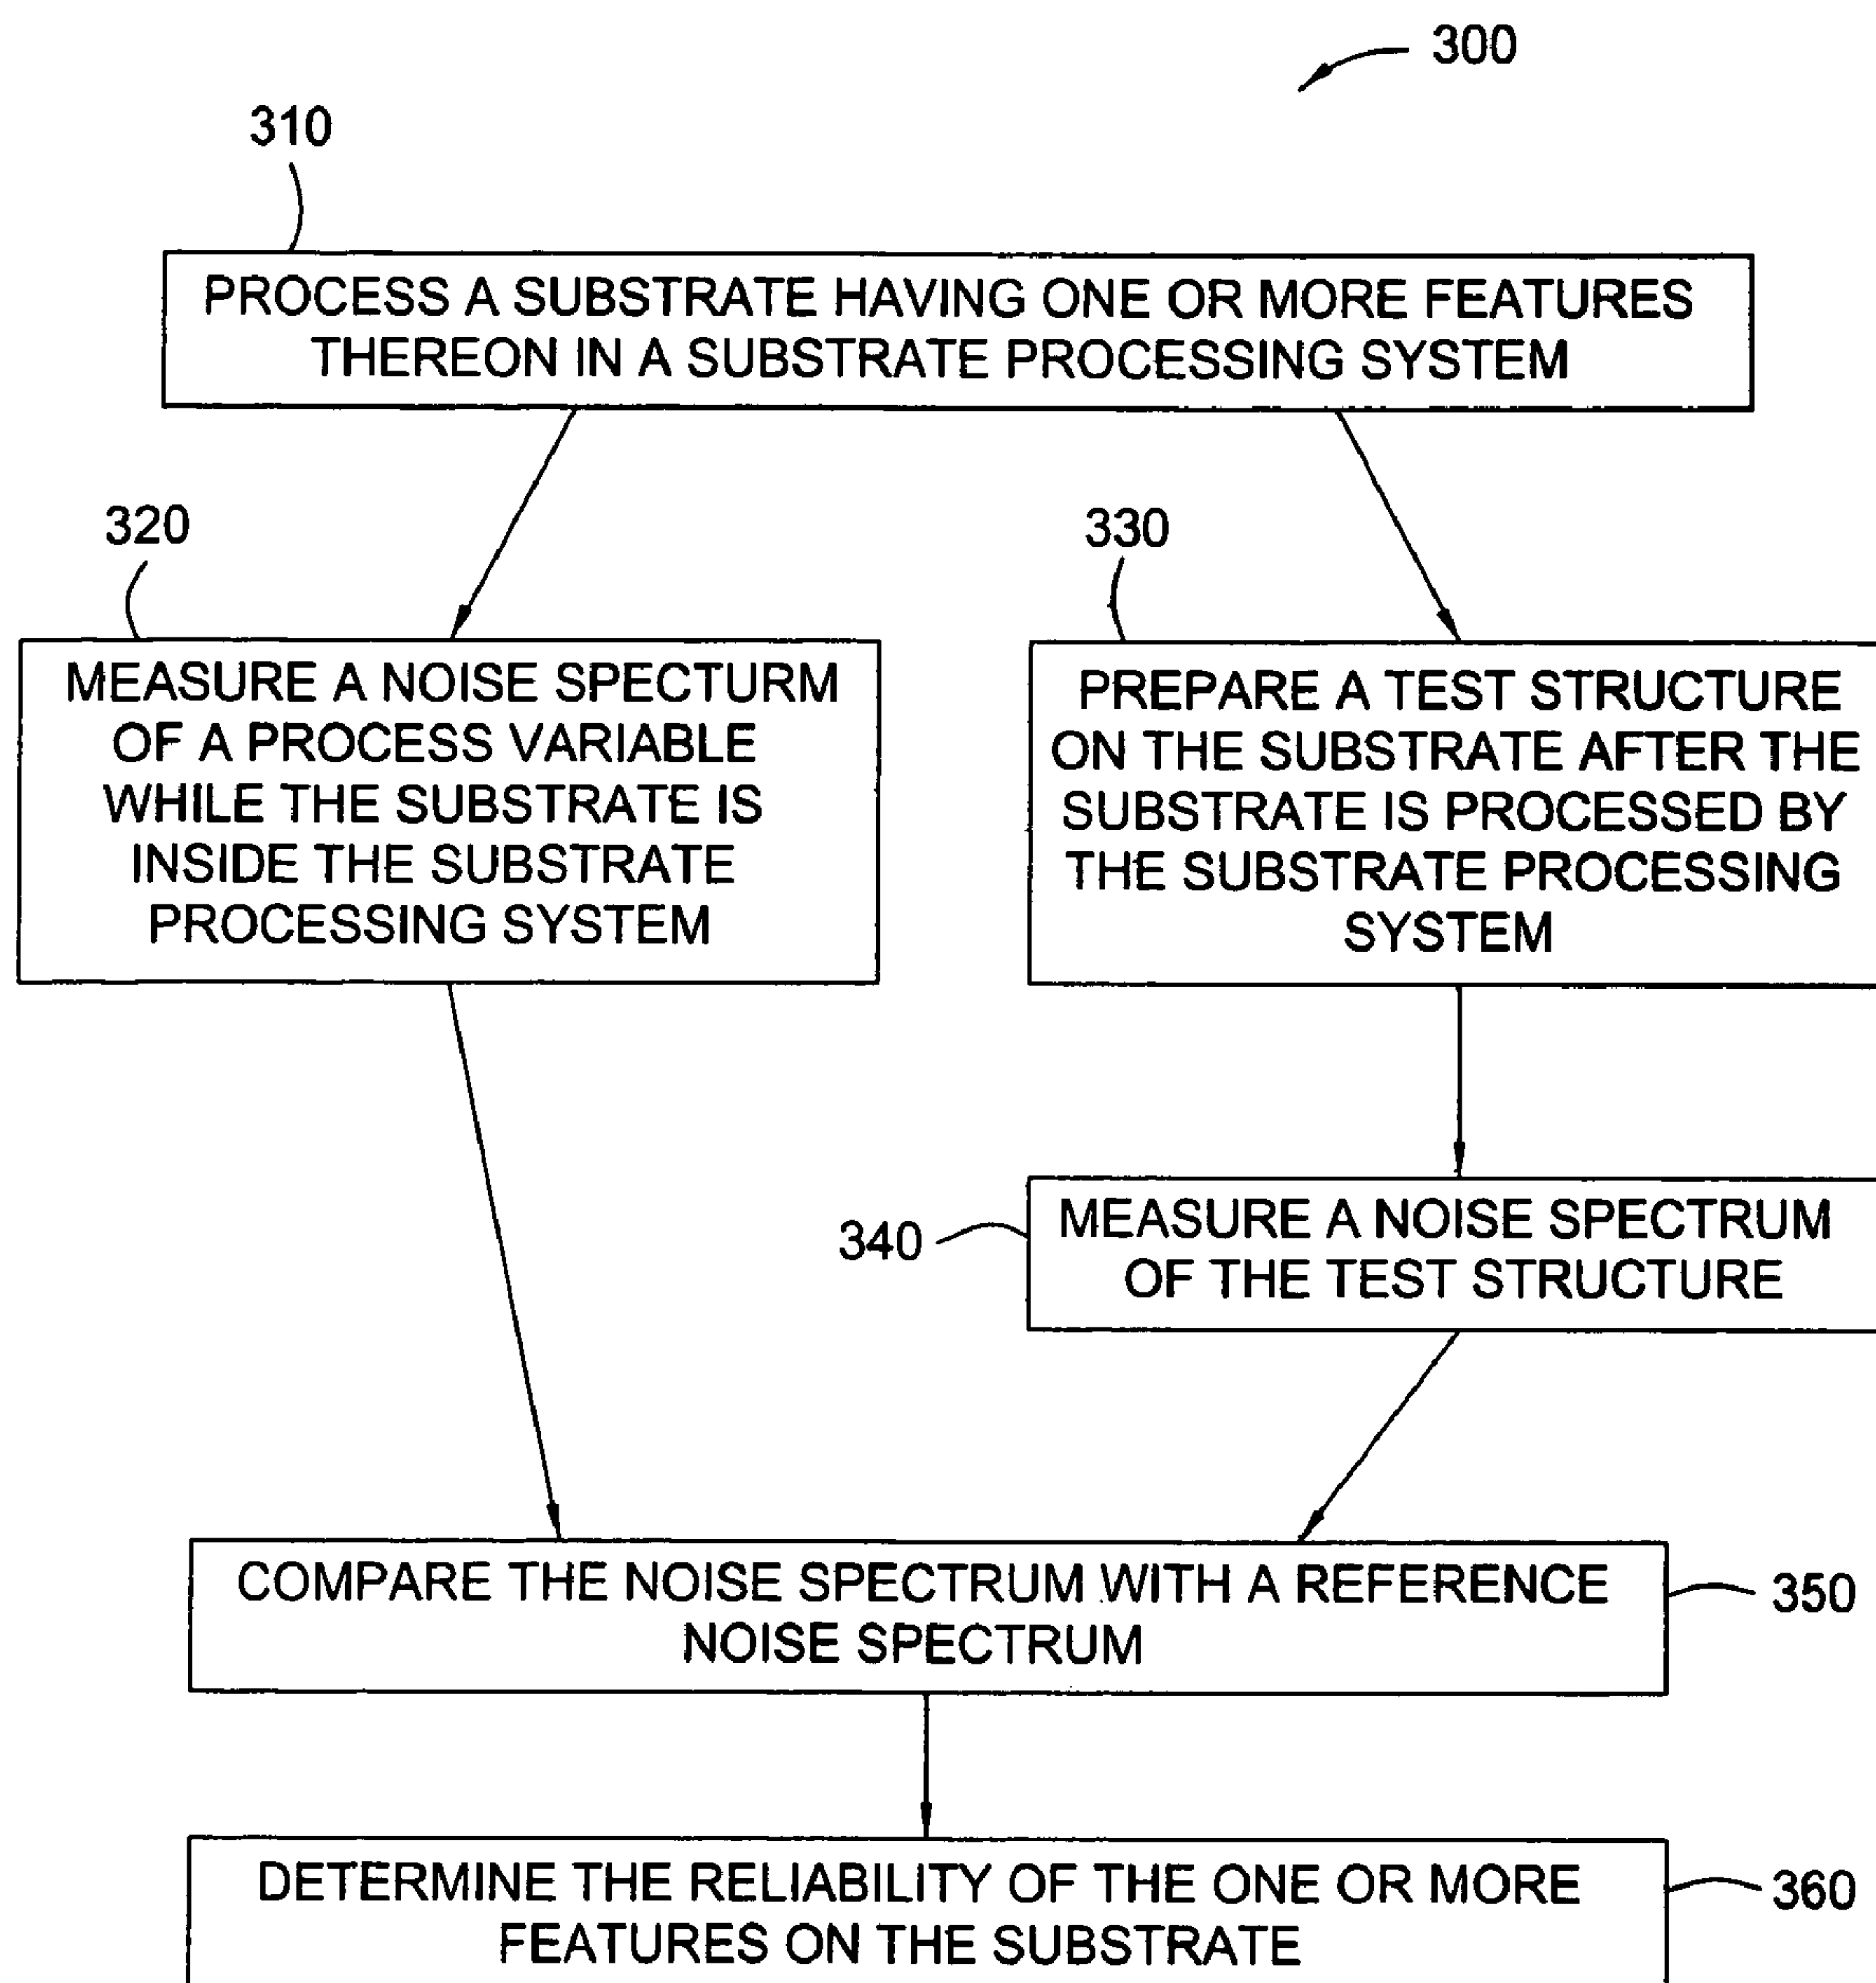 300
310
PROCESS A SUBSTRATE HAVING ONE OR MORE FEATURES
THEREON IN A SUBSTRATE PROCESSING SYSTEM
320
MEASURE A NOISE SPECTURM
OF A PROCESS VARIABLE
WHILE THE SUBSTRATE IS
INSIDE THE SUBSTRATE
PROCESSING SYSTEM
330
PREPARE A TEST STRUCTURE
ON THE SUBSTRATE AFTER THE
SUBSTRATE IS PROCESSED BY
THE SUBSTRATE PROCESSING
SYSTEM
340
MEASURE A NOISE SPECTRUM
OF THE TEST STRUCTURE
COMPARE THE NOISE SPECTRUM WITH A REFERENCE
NOISE SPECTRUM
350
DETERMINE THE RELIABILITY OF THE ONE OR MORE
FEATURES ON THE SUBSTRATE
360